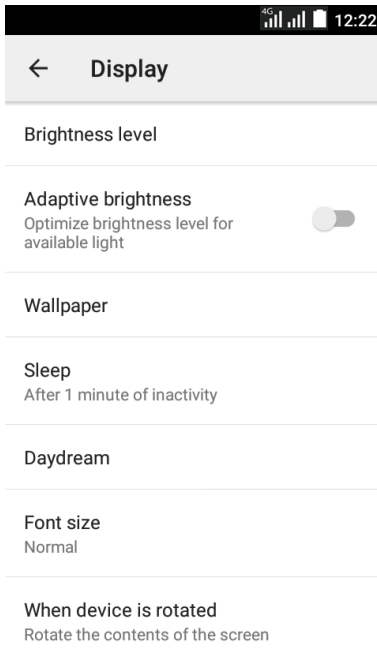 4G 12:22
Display
Brightness level
Adaptive brightness
Optimize brightness level for
available light
Wallpaper
Sleep
After 1 minute of inactivity
Daydream
Font size
Normal
When device is rotated
Rotate the contents of the screen